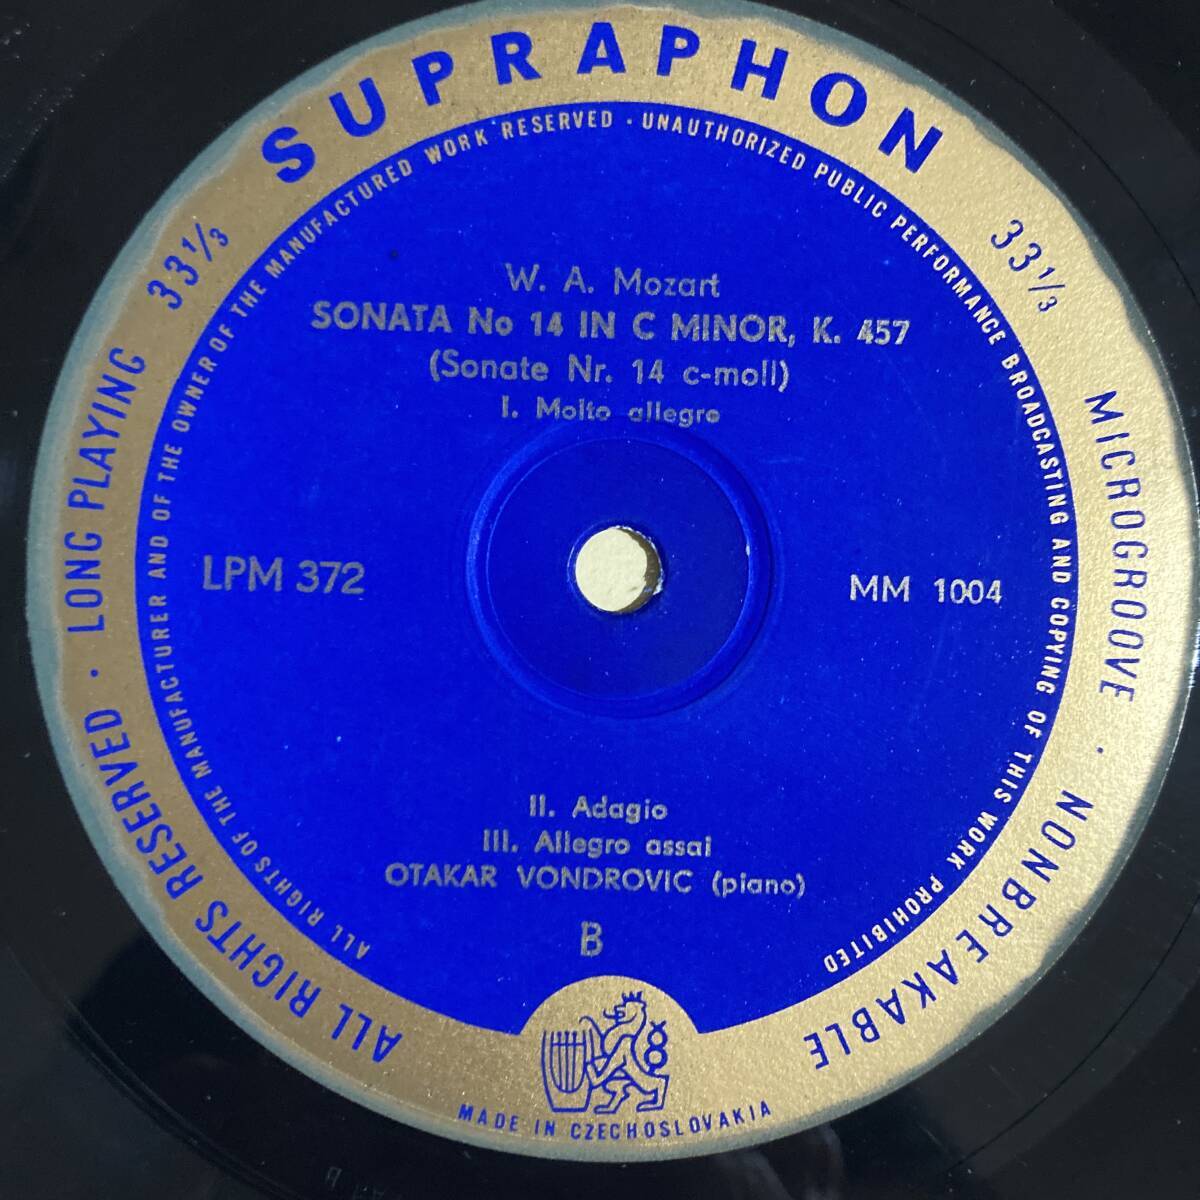 SUPRAPHON
33⅓
33⅓
MICROGROOVE · NONBREAKABLE
ALL RIGHTS RESERVED · LONG PLAYING
ALL RIGHTS OF THE MANUFACTURER AND OF THE OWNER OF THE MANUFACTURED WORK RESERVED · UNAUTHORIZED PUBLIC PERFORMANCE BROADCASTING AND COPYING OF THIS WORK PROHIBITED
W. A. Mozart
SONATA No 14 IN C MINOR, K. 457
(Sonate Nr. 14 c-moll)
I. Molto allegro
LPM 372
MM 1004
II. Adagio
III. Allegro assai
OTAKAR VONDROVIC (piano)
B
MADE IN CZECHOSLOVAKIA